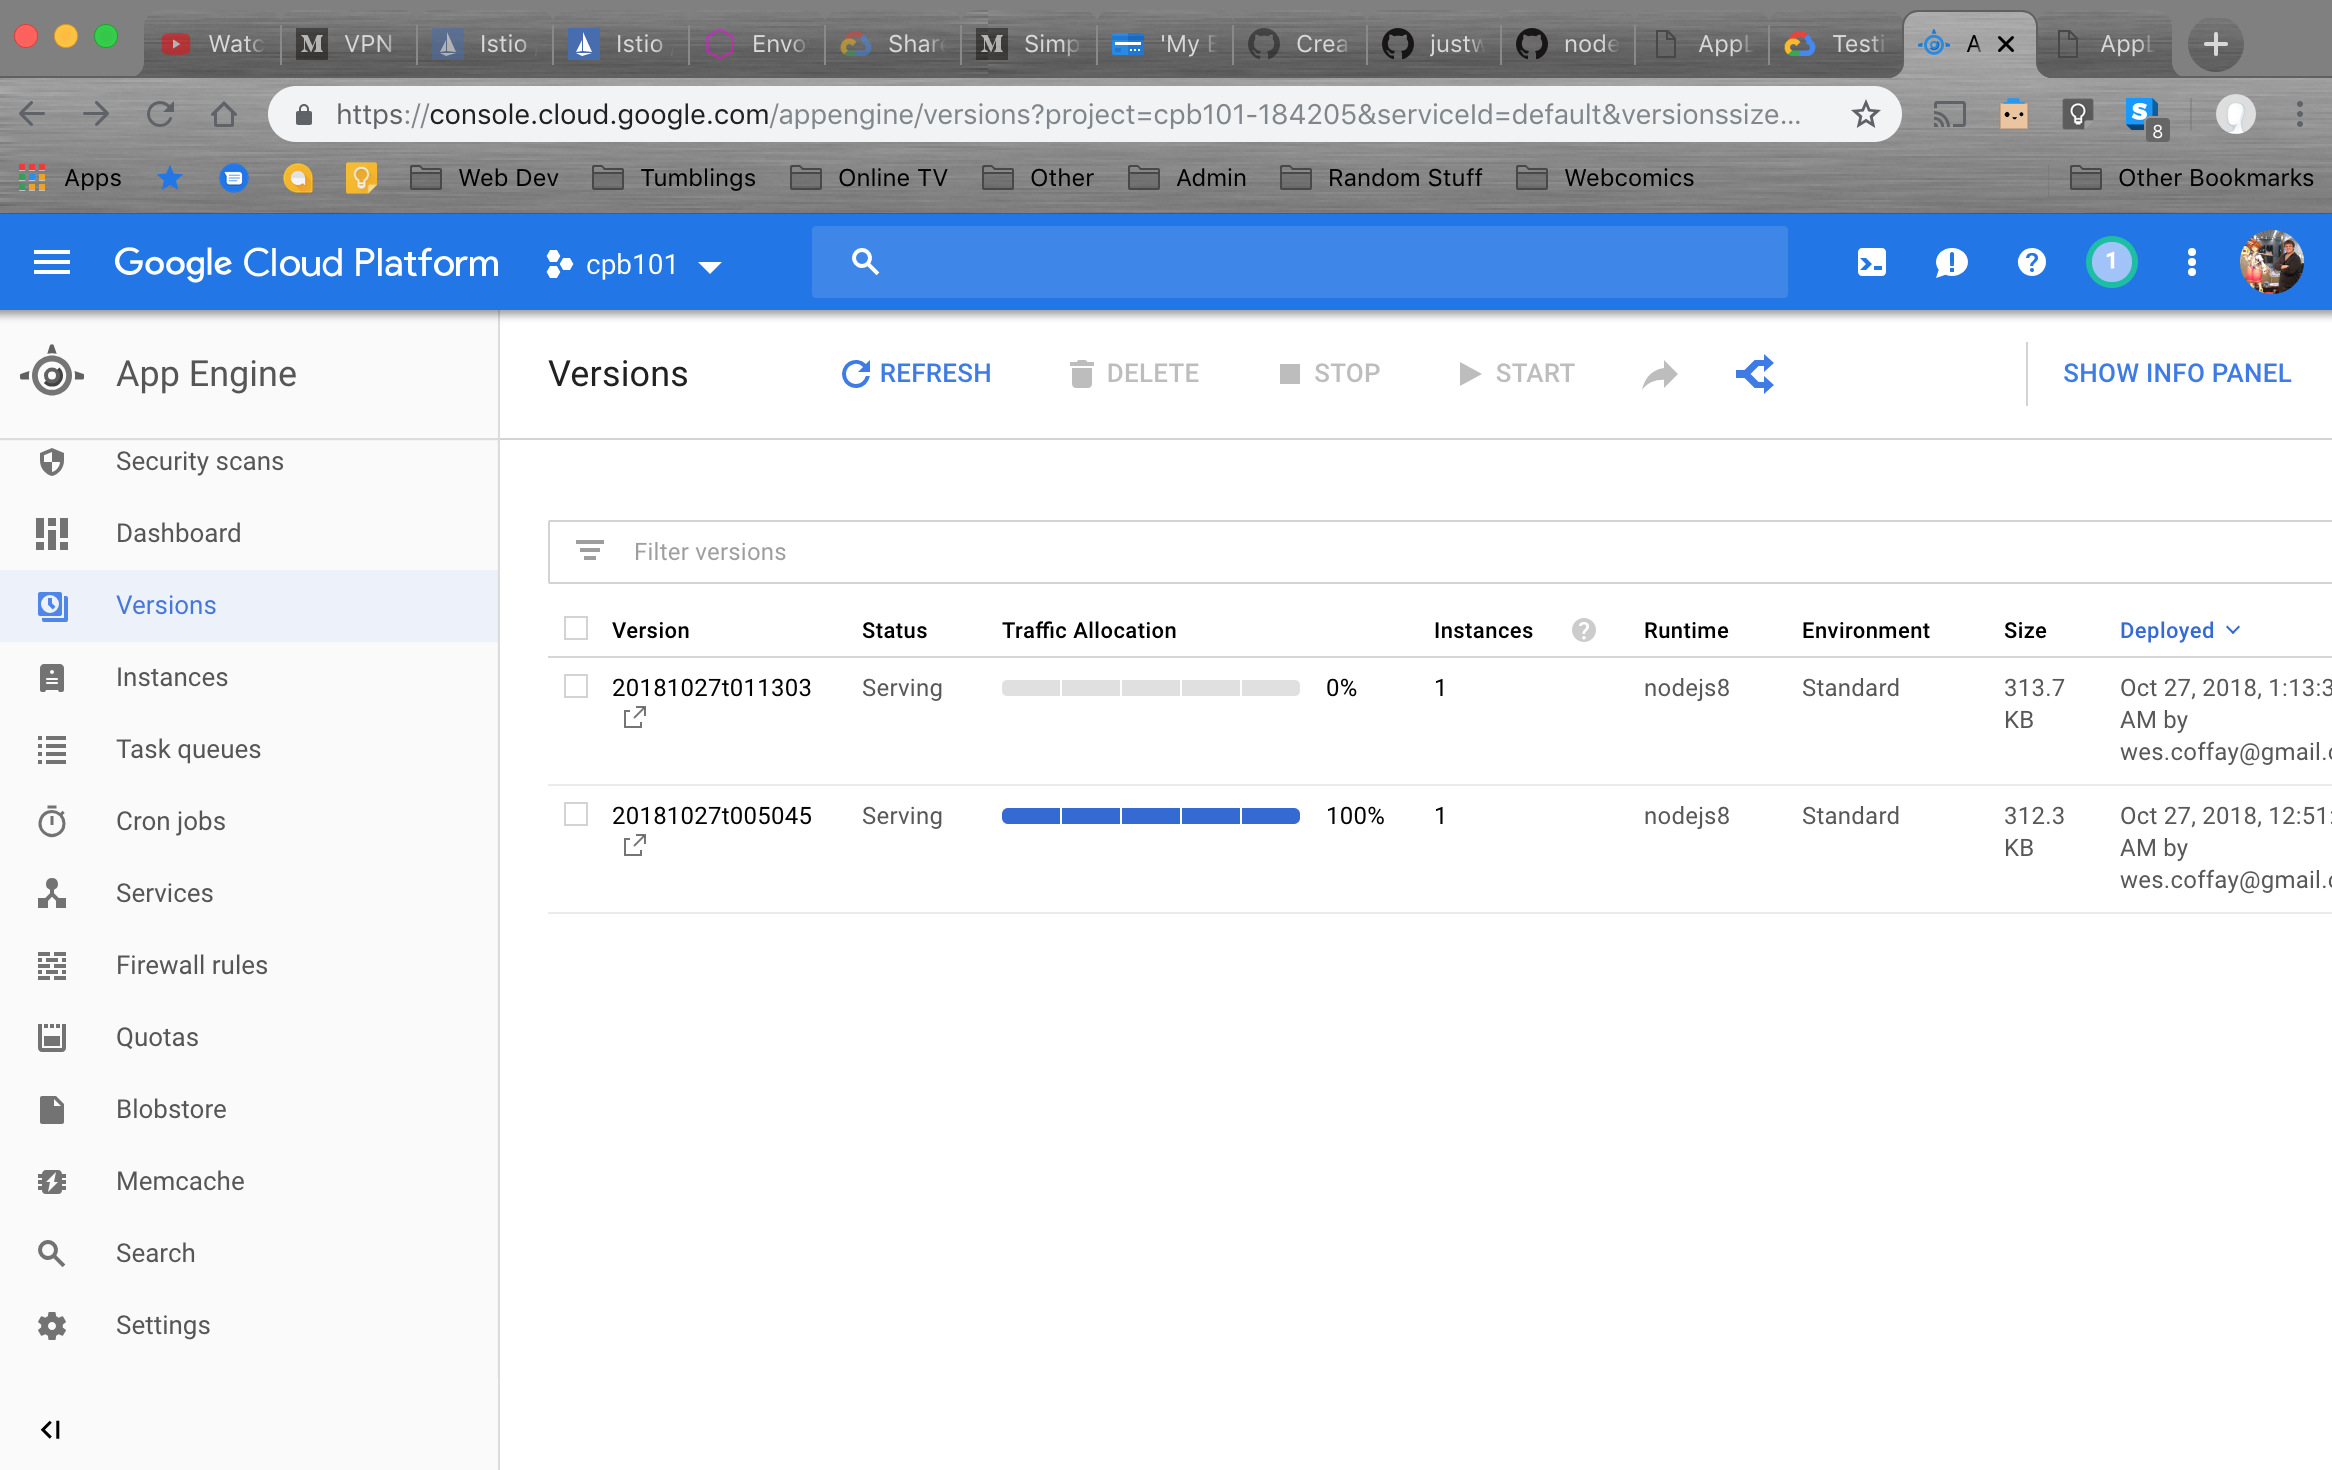 Watc VPN Istio Istio Envo Share Simp 'My E Crea justw node AppL Testi A AppL
https://console.cloud.google.com/appengine/versions?project=cpb101-184205&serviceId=default&versionssize...
8
Apps Web Dev Tumblings Online TV Other Admin Random Stuff Webcomics Other Bookmarks
Google Cloud Platform cpb101 1
App Engine
Versions REFRESH DELETE STOP START SHOW INFO PANEL
Security scans
Dashboard
Versions
Instances
Task queues
Cron jobs
Services
Firewall rules
Quotas
Blobstore
Memcache
Search
Settings
Filter versions
Version Status Traffic Allocation Instances Runtime Environment Size Deployed
20181027t011303 Serving 0% 1 nodejs8 Standard 313.7 Oct 27, 2018, 1:13:3
KB AM by
wes.coffay@gmail.c
20181027t005045 Serving 100% 1 nodejs8 Standard 312.3 Oct 27, 2018, 12:51:
KB AM by
wes.coffay@gmail.c